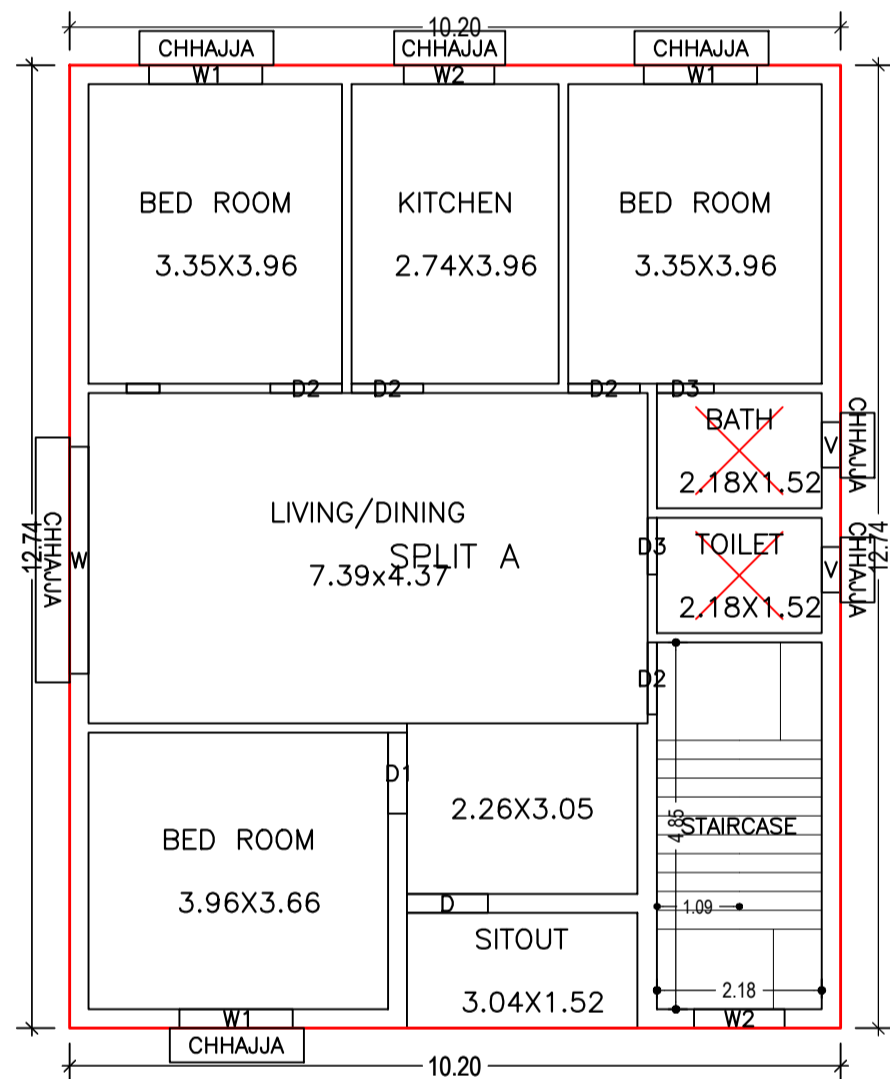 10.20
CHHAJJA
CHHAJJA
CHHAJJA
W1
W2
W1
BED ROOM
KITCHEN
BED ROOM
3.35X3.96
2.74X3.96
3.35X3.96
D2
D2
D2
D3
BATH
2.18X1.52
V
CHHAJJA
LIVING/DINING
SPLIT A
7.39x4.37
12.74
CHHAJJA
W
D3
TOILET
2.18X1.52
V
CHHAJJA
12.74
D2
D1
2.26X3.05
4.85
STAIRCASE
BED ROOM
3.96X3.66
D
1.09
SITOUT
3.04X1.52
2.18
W1
W2
CHHAJJA
10.20